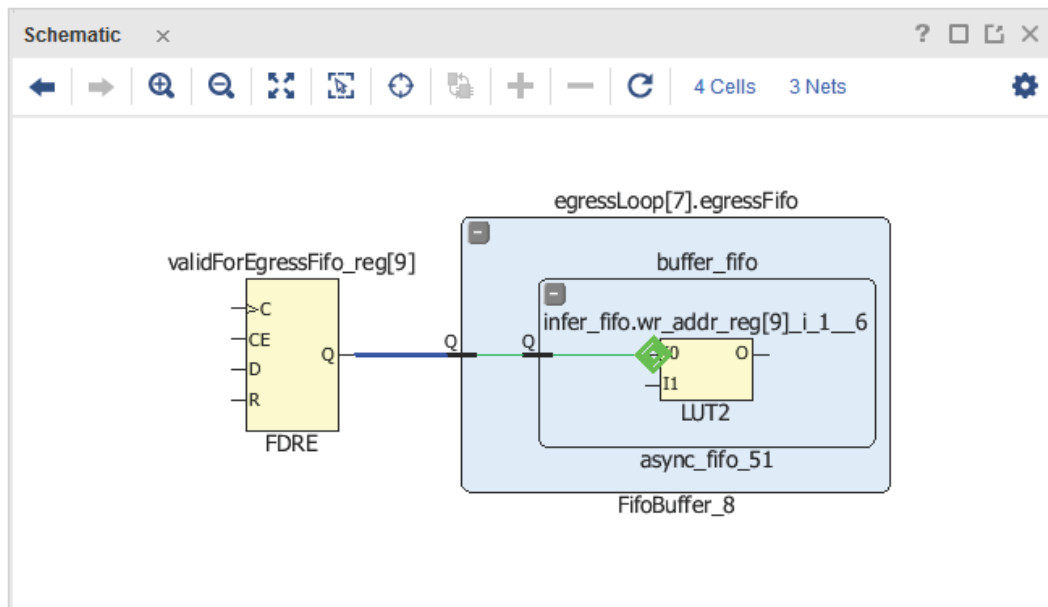 Schematic
4 Cells 3 Nets
egressLoop[7].egressFifo
validForEgressFifo_reg[9]
buffer_fifo
infer_fifo.wr_addr_reg[9]_i_1__6
C
CE
D
R
Q
Q
Q
I0
O
I1
LUT2
FDRE
async_fifo_51
FifoBuffer_8